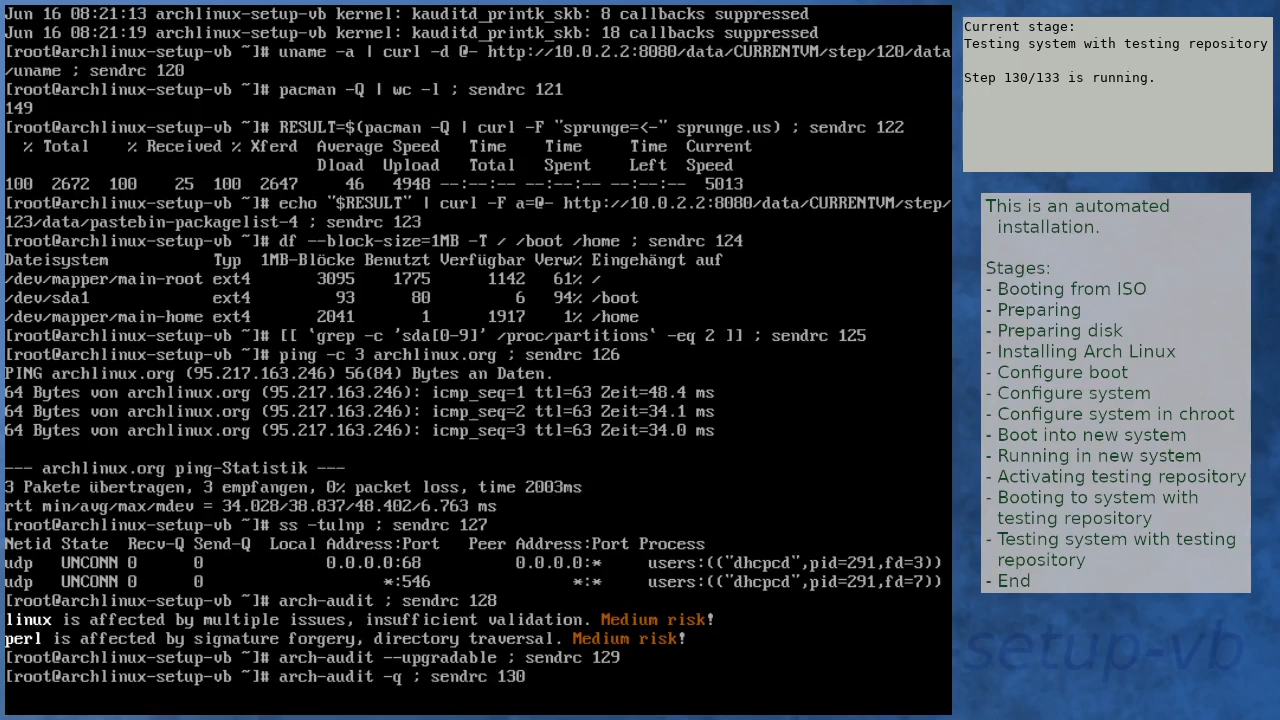 Jun 16 08:21:13 archlinux-setup-vb kernel: kauditd_printk_skb: 8 callbacks suppressed
Jun 16 08:21:19 archlinux-setup-vb kernel: kauditd_printk_skb: 18 callbacks suppressed
[root@archlinux-setup-vb ~]# uname -a | curl -d @- http://10.0.2.2:8080/data/CURRENTVM/step/120/data
/uname ; sendrc 120
[root@archlinux-setup-vb ~]# pacman -Q | wc -l ; sendrc 121
149
[root@archlinux-setup-vb ~]# RESULT=$(pacman -Q | curl -F "sprunge=<-" sprunge.us) ; sendrc 122
  % Total    % Received % Xferd  Average Speed   Time    Time     Time  Current
                                 Dload  Upload   Total   Spent    Left  Speed
100  2672  100    25  100  2647     46   4948 --:--:-- --:--:-- --:--:--  5013
[root@archlinux-setup-vb ~]# echo "$RESULT" | curl -F a=@- http://10.0.2.2:8080/data/CURRENTVM/step/
123/data/pastebin-packagelist-4 ; sendrc 123
[root@archlinux-setup-vb ~]# df --block-size=1MB -T / /boot /home ; sendrc 124
Dateisystem           Typ  1MB-Blöcke Benutzt Verfügbar Verw% Eingehängt auf
/dev/mapper/main-root ext4       3095    1775      1142   61% /
/dev/sda1             ext4         93      80         6   94% /boot
/dev/mapper/main-home ext4       2041       1      1917    1% /home
[root@archlinux-setup-vb ~]# [[ `grep -c 'sda[0-9]' /proc/partitions` -eq 2 ]] ; sendrc 125
[root@archlinux-setup-vb ~]# ping -c 3 archlinux.org ; sendrc 126
PING archlinux.org (95.217.163.246) 56(84) Bytes an Daten.
64 Bytes von archlinux.org (95.217.163.246): icmp_seq=1 ttl=63 Zeit=48.4 ms
64 Bytes von archlinux.org (95.217.163.246): icmp_seq=2 ttl=63 Zeit=34.1 ms
64 Bytes von archlinux.org (95.217.163.246): icmp_seq=3 ttl=63 Zeit=34.0 ms
--- archlinux.org ping-Statistik ---
3 Pakete übertragen, 3 empfangen, 0% packet loss, time 2003ms
rtt min/avg/max/mdev = 34.028/38.837/48.402/6.763 ms
[root@archlinux-setup-vb ~]# ss -tulnp ; sendrc 127
Netid State  Recv-Q Send-Q  Local Address:Port   Peer Address:Port Process
udp   UNCONN 0      0             0.0.0.0:68          0.0.0.0:*     users:(("dhcpcd",pid=291,fd=3))
udp   UNCONN 0      0                   *:546               *:*     users:(("dhcpcd",pid=291,fd=7))
[root@archlinux-setup-vb ~]# arch-audit ; sendrc 128
linux is affected by multiple issues, insufficient validation. Medium risk!
perl is affected by signature forgery, directory traversal. Medium risk!
[root@archlinux-setup-vb ~]# arch-audit --upgradable ; sendrc 129
[root@archlinux-setup-vb ~]# arch-audit -q ; sendrc 130
Current stage:
Testing system with testing repository
Step 130/133 is running.
This is an automated
installation.
Stages:
- Booting from ISO
- Preparing
- Preparing disk
- Installing Arch Linux
- Configure boot
- Configure system
- Configure system in chroot
- Boot into new system
- Running in new system
- Activating testing repository
- Booting to system with
testing repository
- Testing system with testing
repository
- End
setup-vb